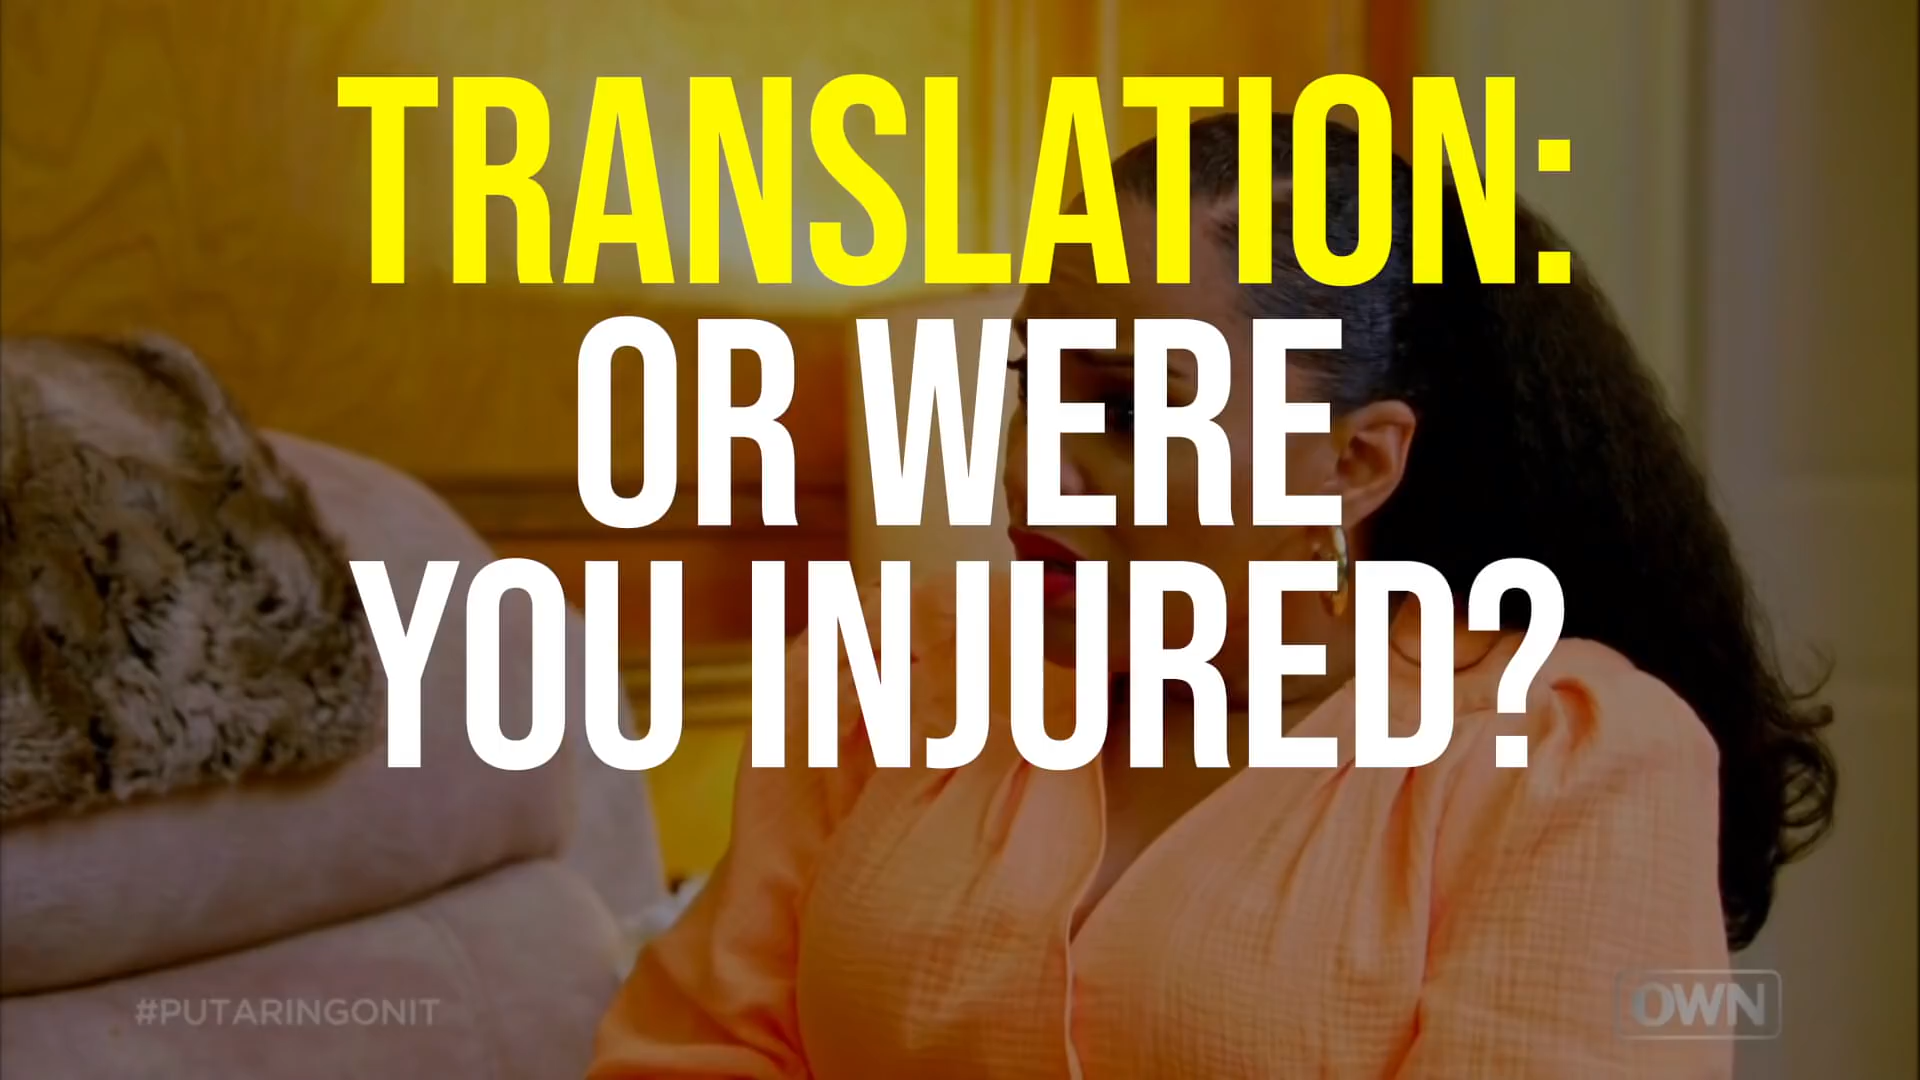 TRANSLATION:
OR WERE
YOU INJURED?
#PUTARINGONIT
OWN